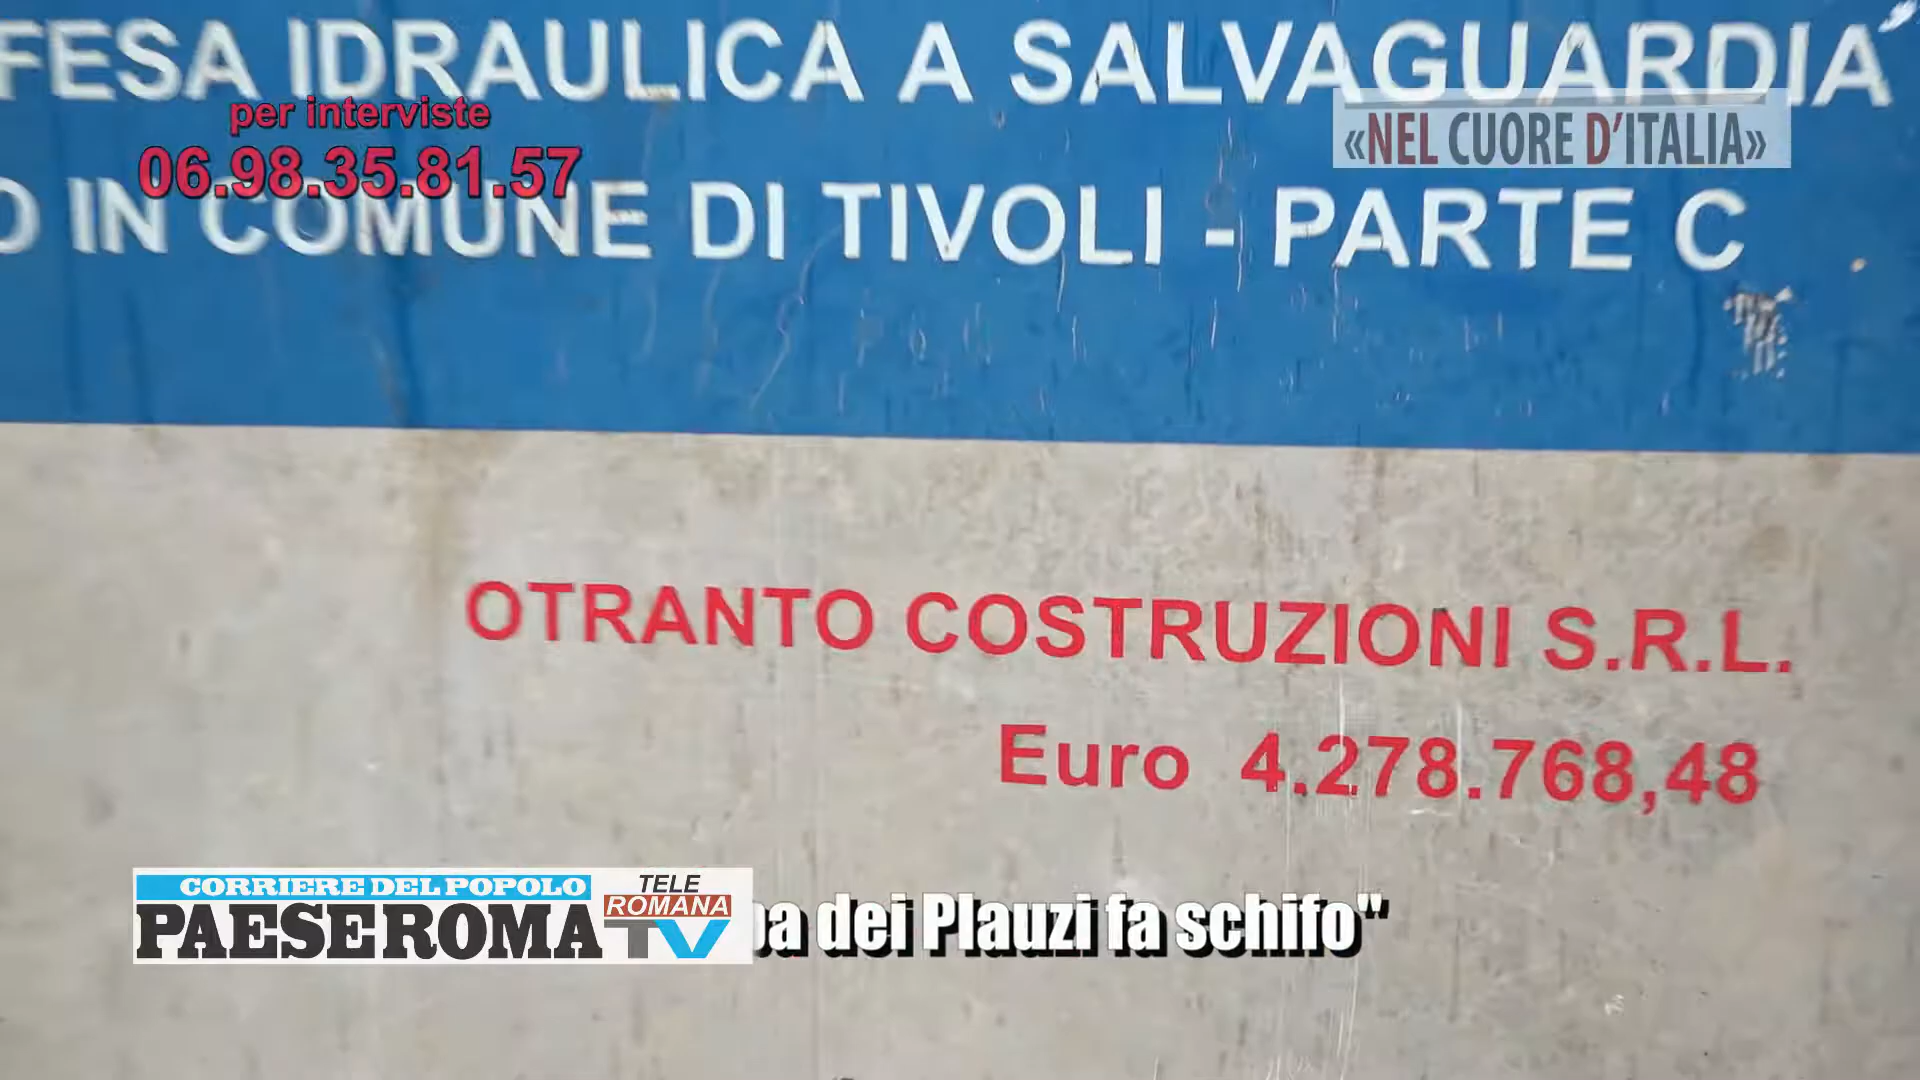 FESA IDRAULICA A SALVAGUARDIA
per interviste
06.98.35.81.57
«NEL CUORE D'ITALIA»
IN COMUNE DI TIVOLI - PARTE C
OTRANTO COSTRUZIONI S.R.L.
Euro 4.278.768,48
CORRIERE DEL POPOLO
PAESEROMA
TELE
ROMANA
TV
dei Plauzi fa schifo"